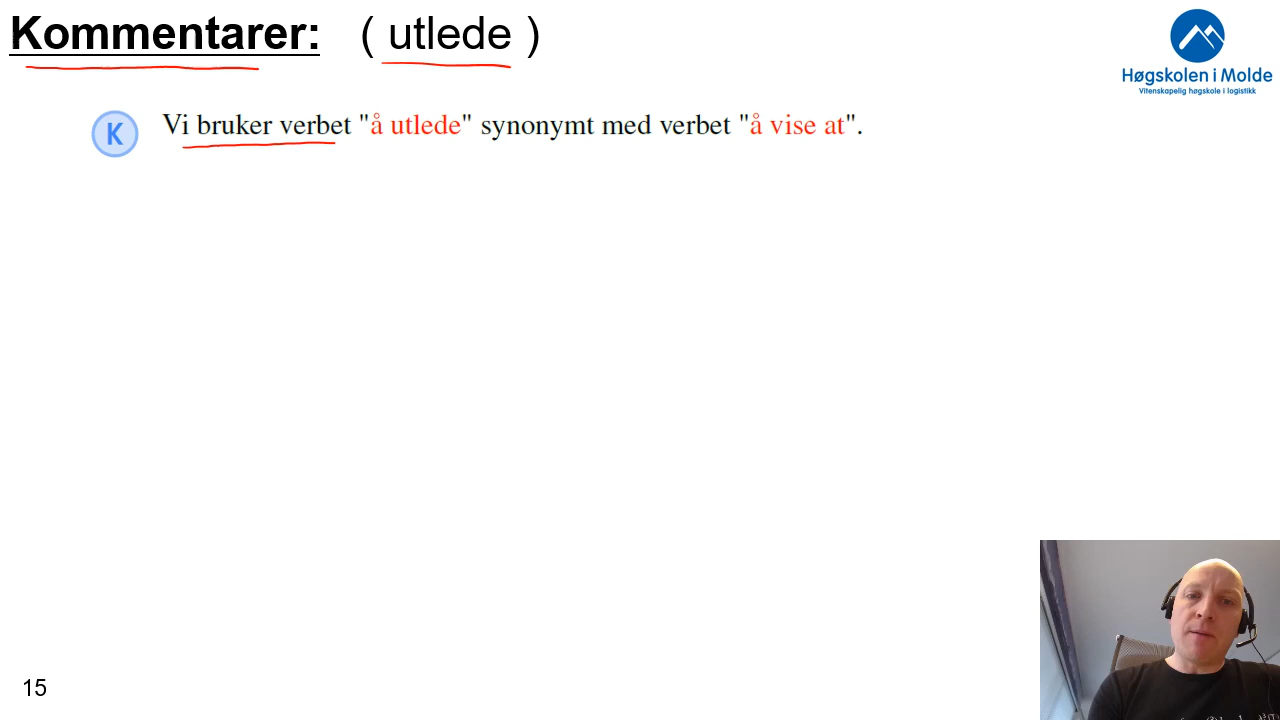 Kommentarer: ( utlede )
Høgskolen i Molde
Vitenskapelig høgskole i logistikk
K
Vi bruker verbet "å utlede" synonymt med verbet "å vise at".
15